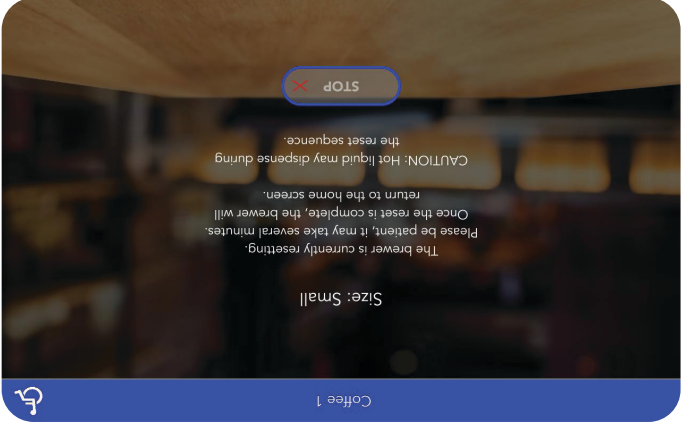 Coffee 1
Size: Small
The brewer is currently resetting.
Please be patient, it may take several minutes.
Once the reset is complete, the brewer will
return to the home screen.
CAUTION: Hot liquid may dispense during
the reset sequence.
STOP